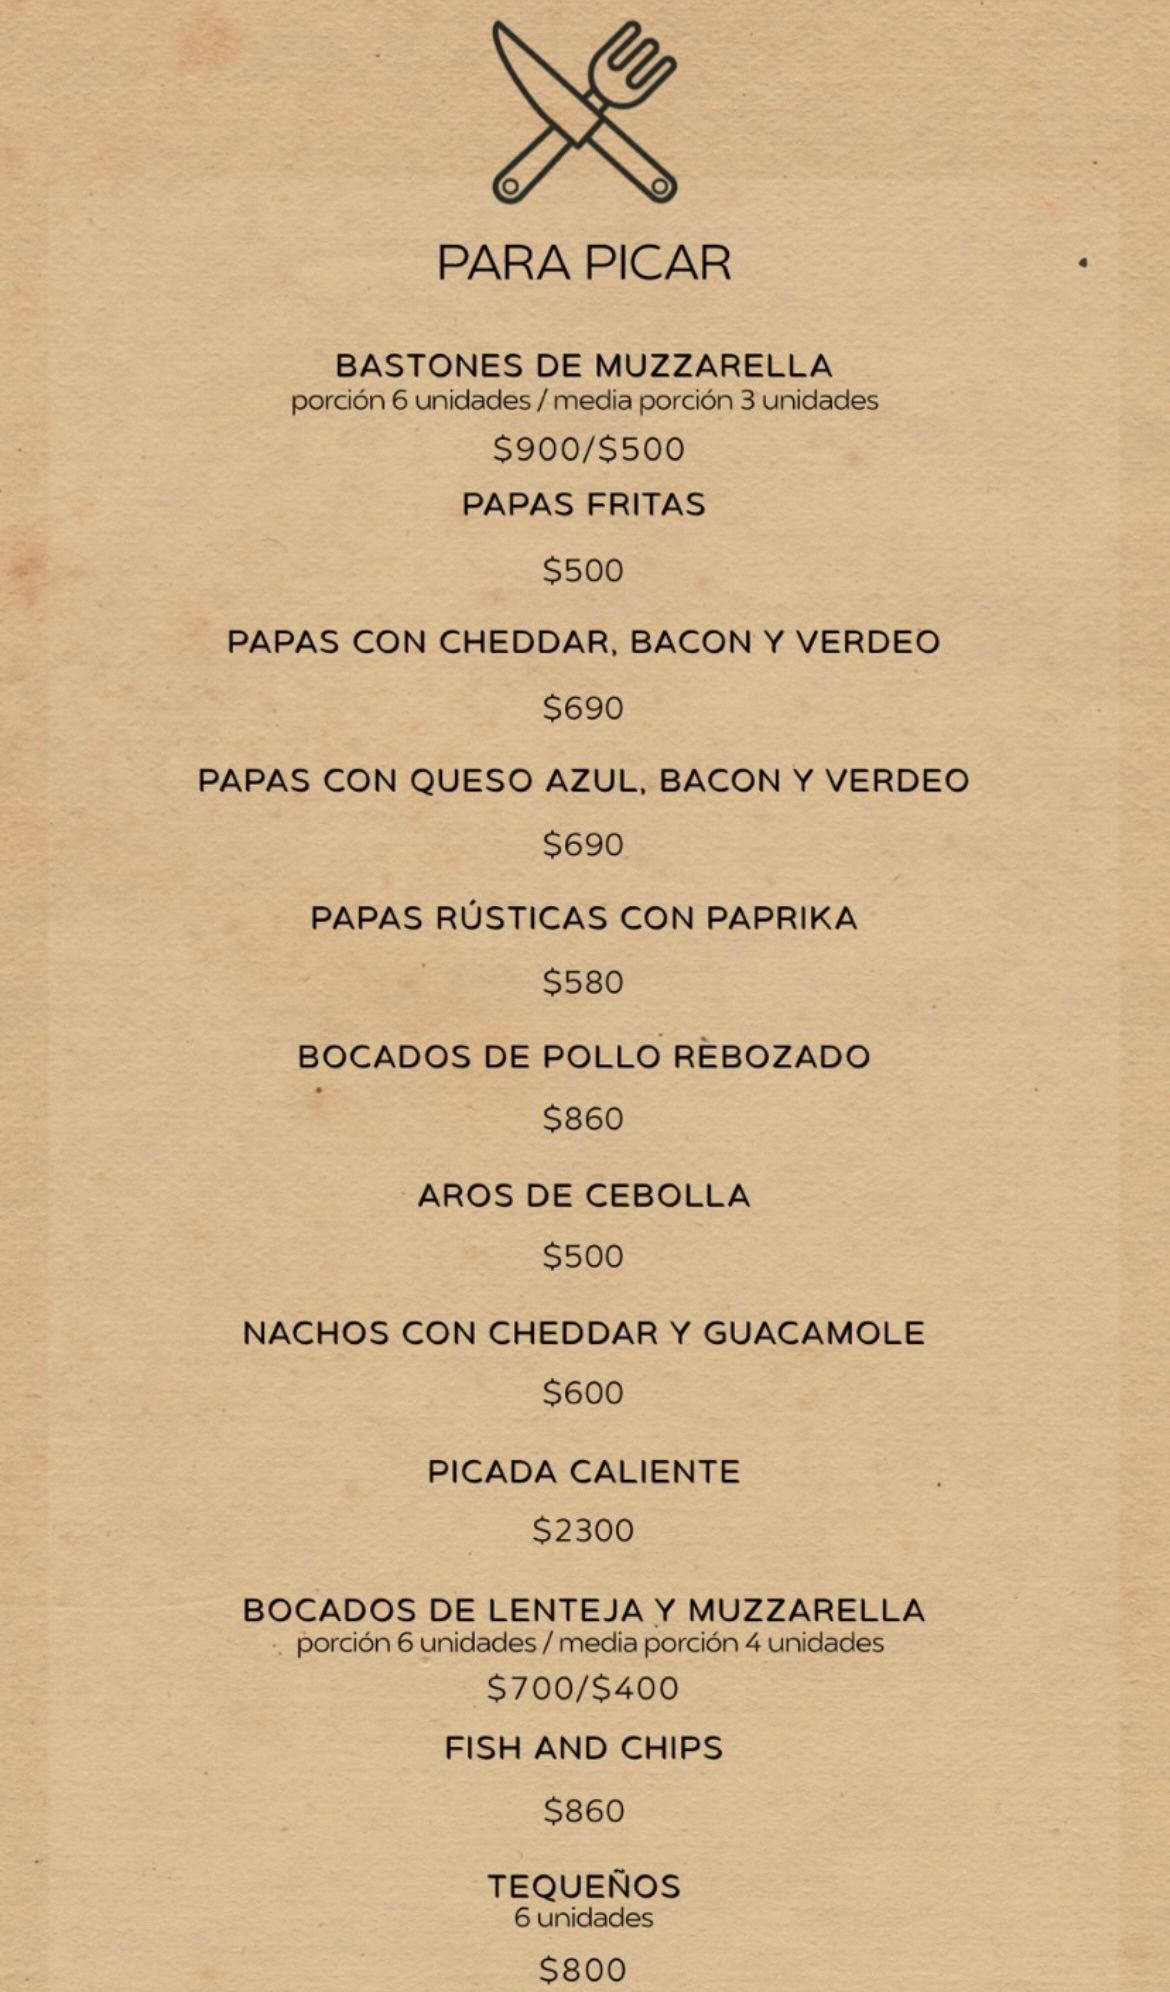 PARA PICAR
BASTONES DE MUZZARELLA
porción 6 unidades / media porción 3 unidades
$900/$500
PAPAS FRITAS
$500
PAPAS CON CHEDDAR, BACON Y VERDEO
$690
PAPAS CON QUESO AZUL, BACON Y VERDEO
$690
PAPAS RÚSTICAS CON PAPRIKA
$580
BOCADOS DE POLLO REBOZADO
$860
AROS DE CEBOLLA
$500
NACHOS CON CHEDDAR Y GUACAMOLE
$600
PICADA CALIENTE
$2300
BOCADOS DE LENTEJA Y MUZZARELLA
porción 6 unidades / media porción 4 unidades
$700/$400
FISH AND CHIPS
$860
TEQUEÑOS
6 unidades
$800